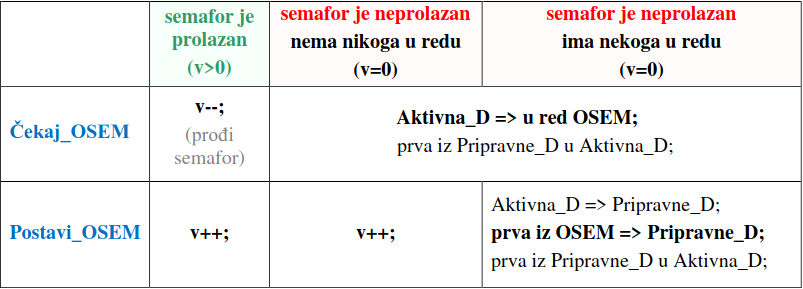 semafor je
prolazan
(v>0)
semafor je neprolazan
nema nikoga u redu
(v=0)
semafor je neprolazan
ima nekoga u redu
(v=0)
Čekaj_OSEM
v--;
(prođi
semafor)
Aktivna_D => u red OSEM;
prva iz Pripravne_D u Aktivna_D;
Postavi_OSEM
v++;
v++;
Aktivna_D => Pripravne_D;
prva iz OSEM => Pripravne_D;
prva iz Pripravne_D u Aktivna_D;